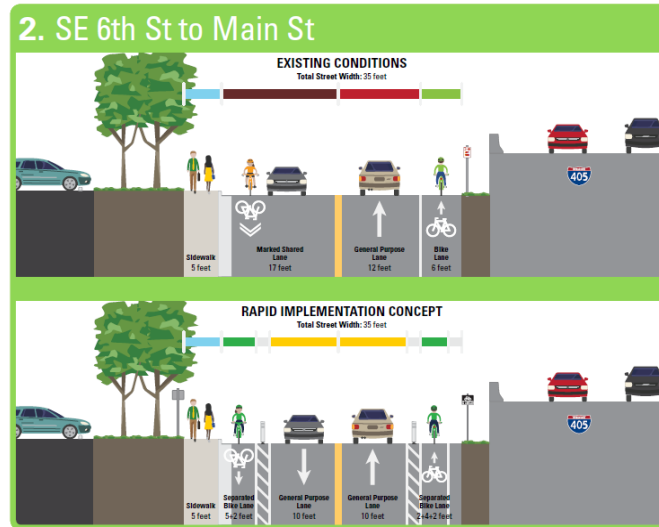 2. SE 6th St to Main St
EXISTING CONDITIONS
Total Street Width: 35 feet
405
Sidewalk
5 feet
Marked Shared
Lane
17 feet
General Purpose
Lane
12 feet
Bike
Lane
6 feet
RAPID IMPLEMENTATION CONCEPT
Total Street Width: 35 feet
405
Sidewalk
5 feet
Separated
Bike Lane
5+2 feet
General Purpose
Lane
10 feet
General Purpose
Lane
10 feet
Separated
Bike Lane
2+4+2 feet